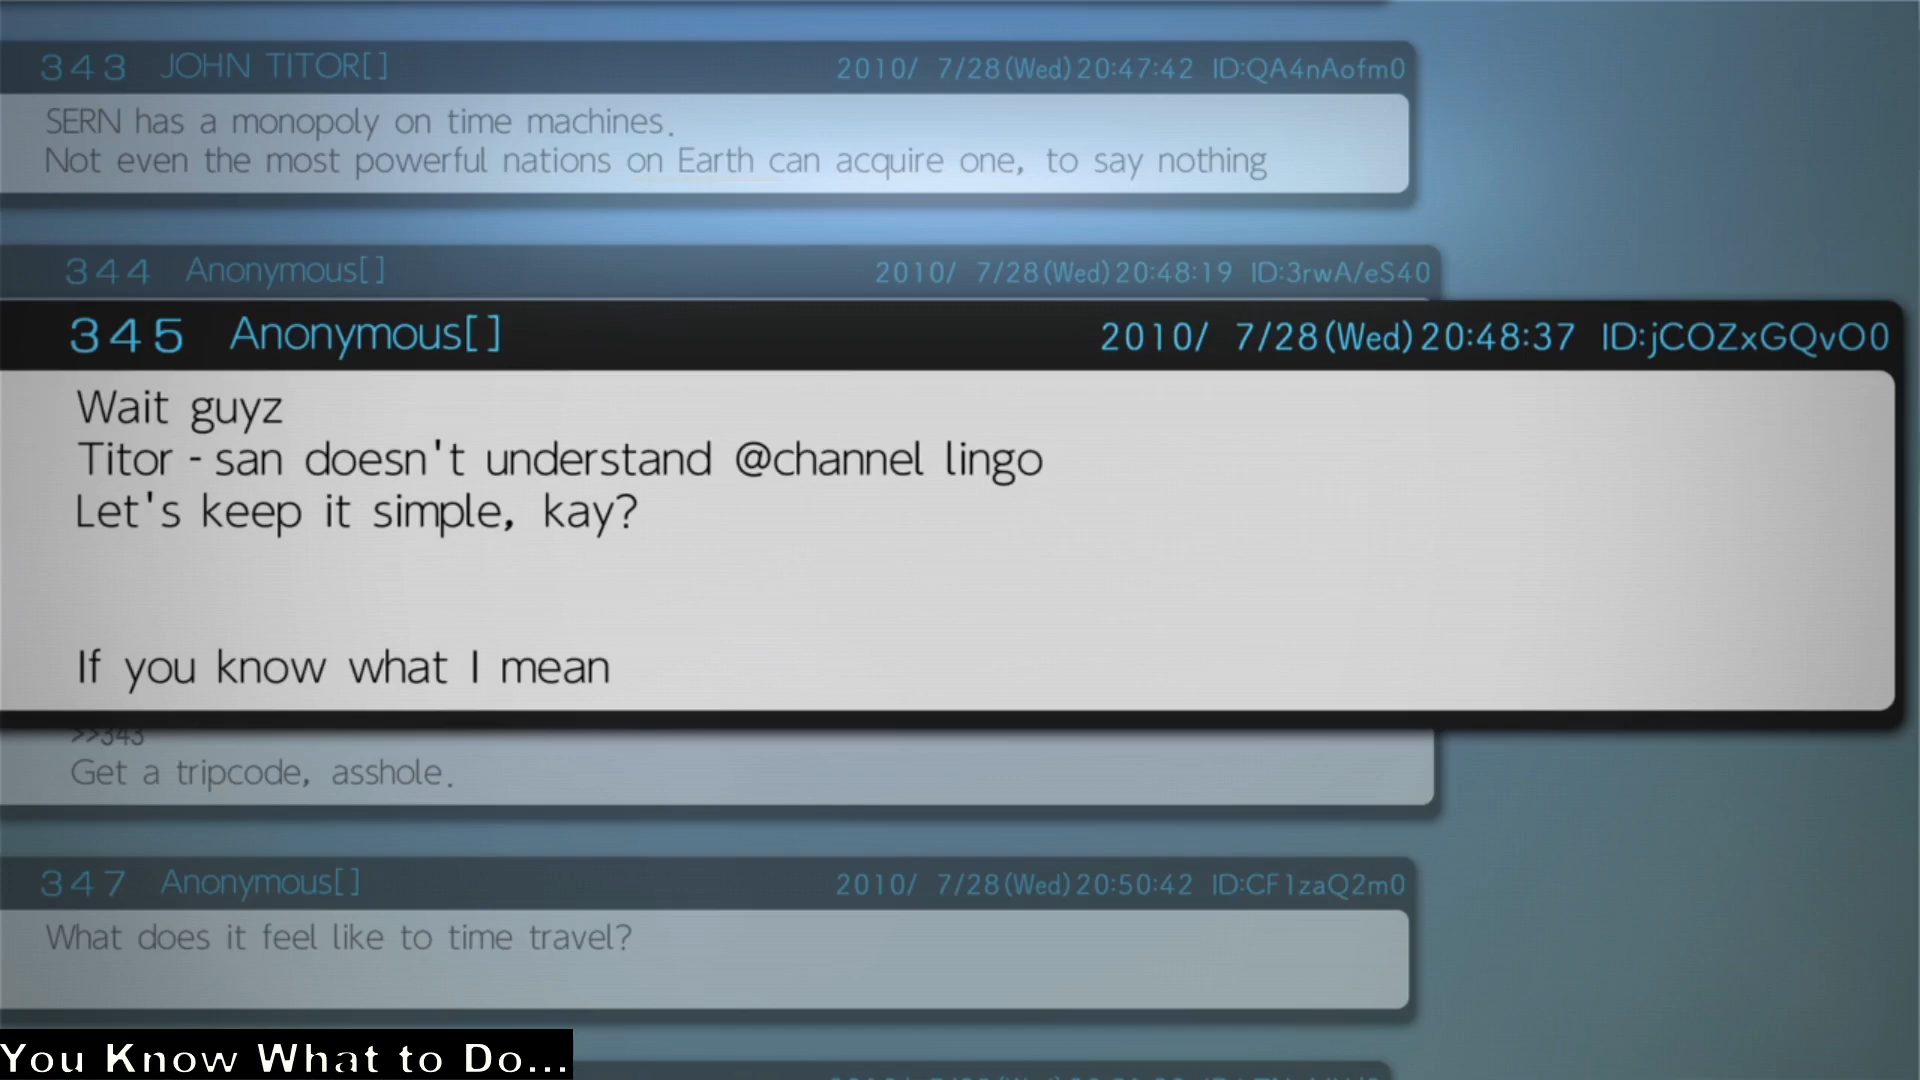 343 JOHN TITOR[] 2010/ 7/28(Wed)20:47:42 ID:QA4nAofm0
SERN has a monopoly on time machines.
Not even the most powerful nations on Earth can acquire one, to say nothing
344 Anonymous[] 2010/ 7/28(Wed)20:48:19 ID:3rwA/eS40
345 Anonymous[] 2010/ 7/28(Wed)20:48:37 ID:jCOZxGQvO0
Wait guyz
Titor-san doesn't understand @channel lingo
Let's keep it simple, kay?
If you know what I mean
>>343
Get a tripcode, asshole.
347 Anonymous[] 2010/ 7/28(Wed)20:50:42 ID:CF1zaQ2m0
What does it feel like to time travel?
You Know What to Do...